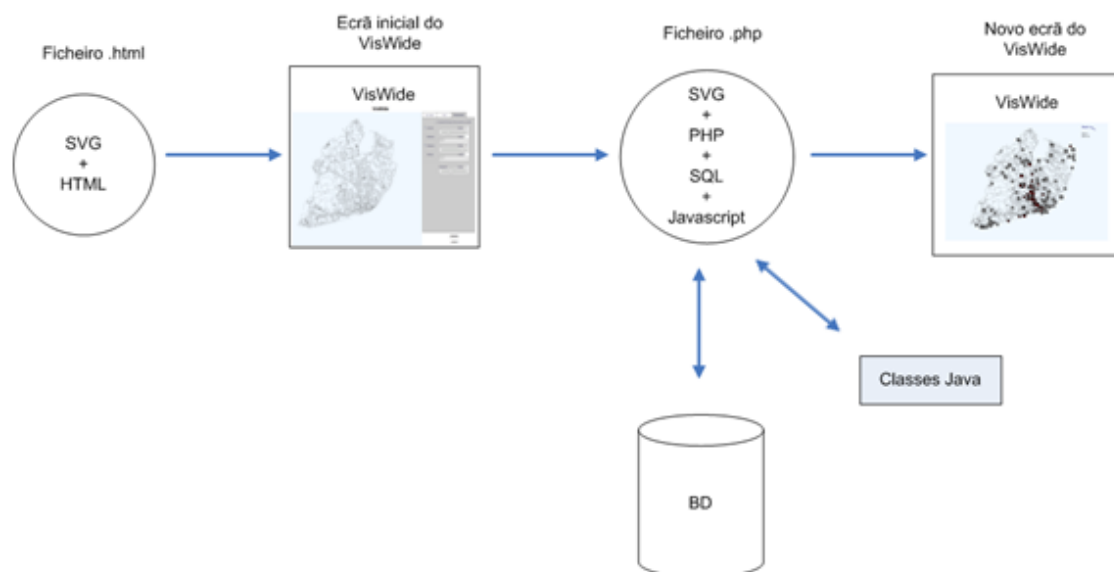 Ficheiro .html
SVG
+
HTML
Ecrã inicial do
VisWide
VisWide
Ficheiro .php
SVG
+
PHP
+
SQL
+
Javascript
Novo ecrã do
VisWide
VisWide
Classes Java
BD